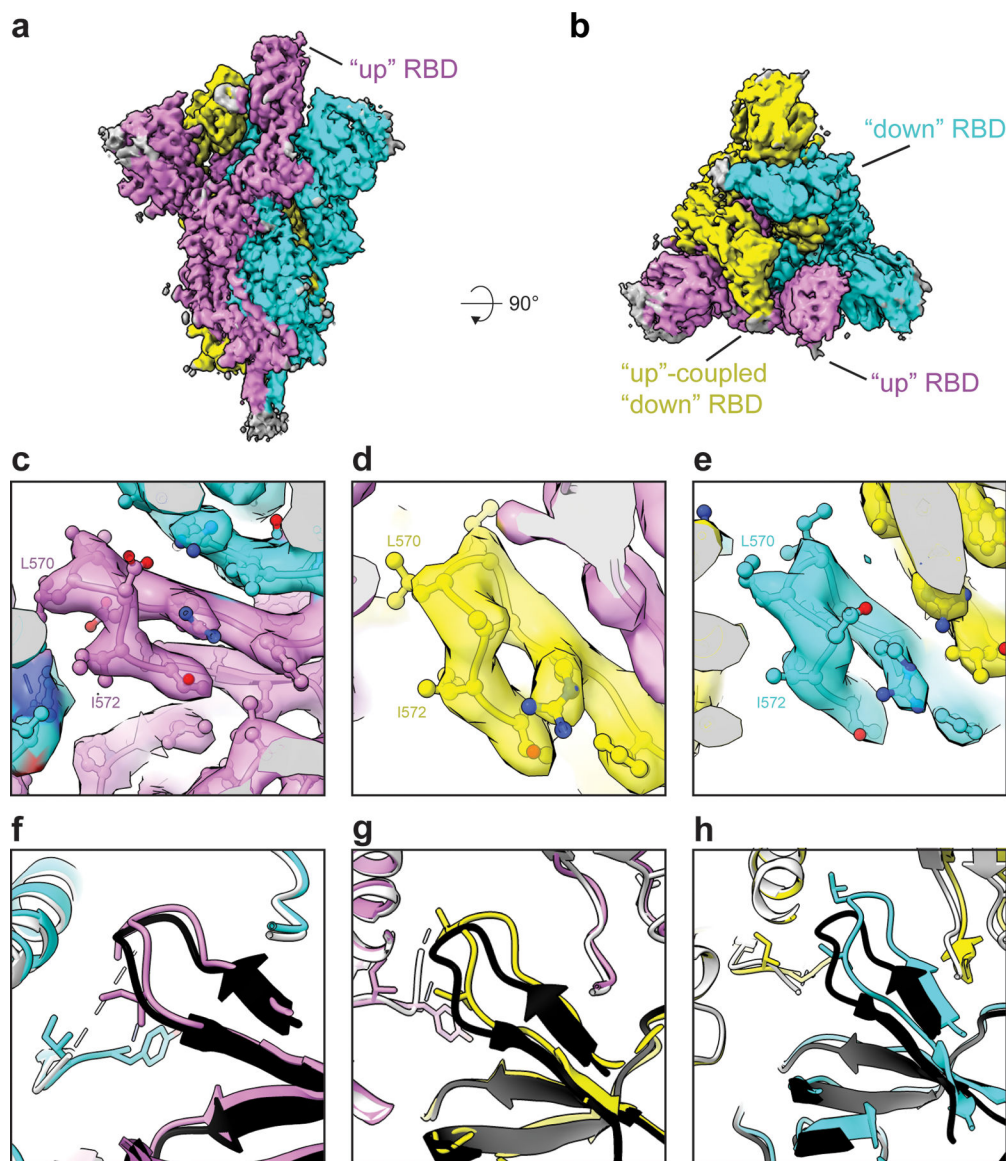 a
b
“up” RBD
“down” RBD
90°
“up”-coupled
“down” RBD
“up” RBD
c
d
e
L570
I572
L570
I572
L570
I572
f
g
h